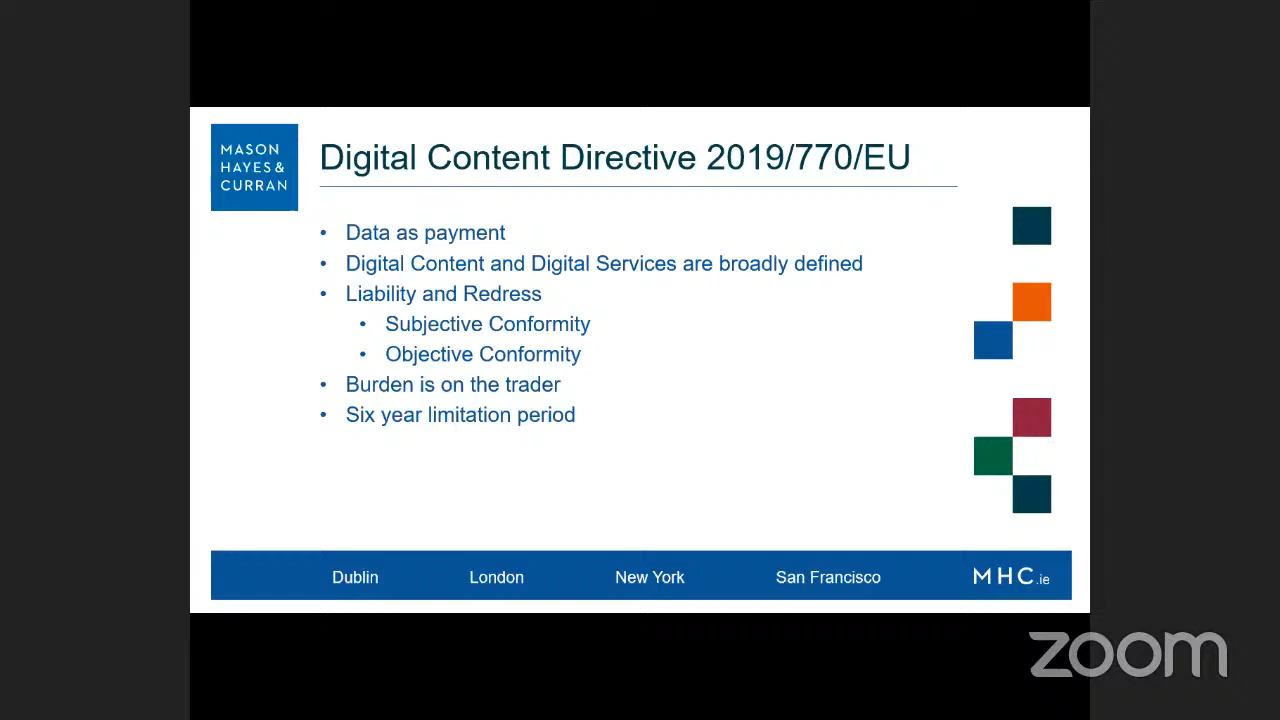 MASON
HAYES &
CURRAN
Digital Content Directive 2019/770/EU
• Data as payment
• Digital Content and Digital Services are broadly defined
• Liability and Redress
• Subjective Conformity
• Objective Conformity
• Burden is on the trader
• Six year limitation period
Dublin London New York San Francisco MHC.ie
zoom